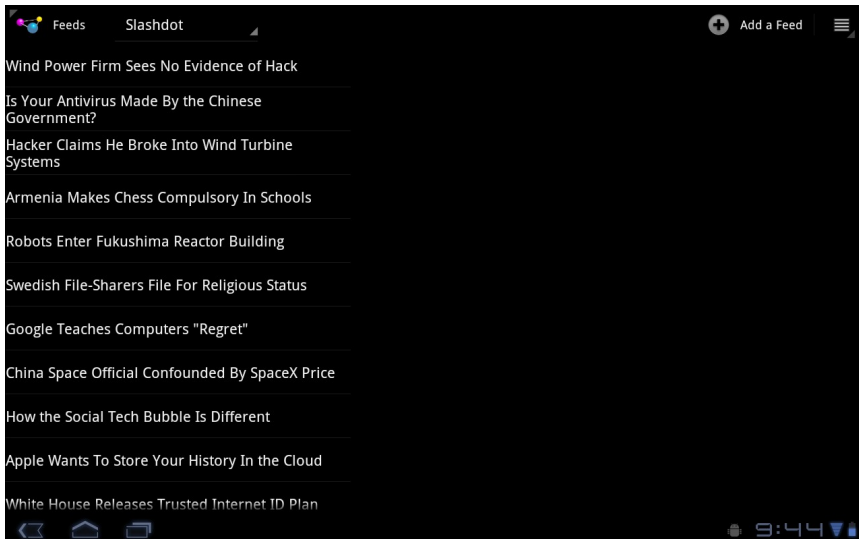 Feeds
Slashdot
Add a Feed
Wind Power Firm Sees No Evidence of Hack
Is Your Antivirus Made By the Chinese
Government?
Hacker Claims He Broke Into Wind Turbine
Systems
Armenia Makes Chess Compulsory In Schools
Robots Enter Fukushima Reactor Building
Swedish File-Sharers File For Religious Status
Google Teaches Computers "Regret"
China Space Official Confounded By SpaceX Price
How the Social Tech Bubble Is Different
Apple Wants To Store Your History In the Cloud
White House Releases Trusted Internet ID Plan
9:44